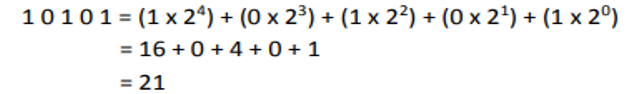 1 0 1 0 1 = (1 x 2⁴) + (0 x 2³) + (1 x 2²) + (0 x 2¹) + (1 x 2⁰)
= 16 + 0 + 4 + 0 + 1
= 21